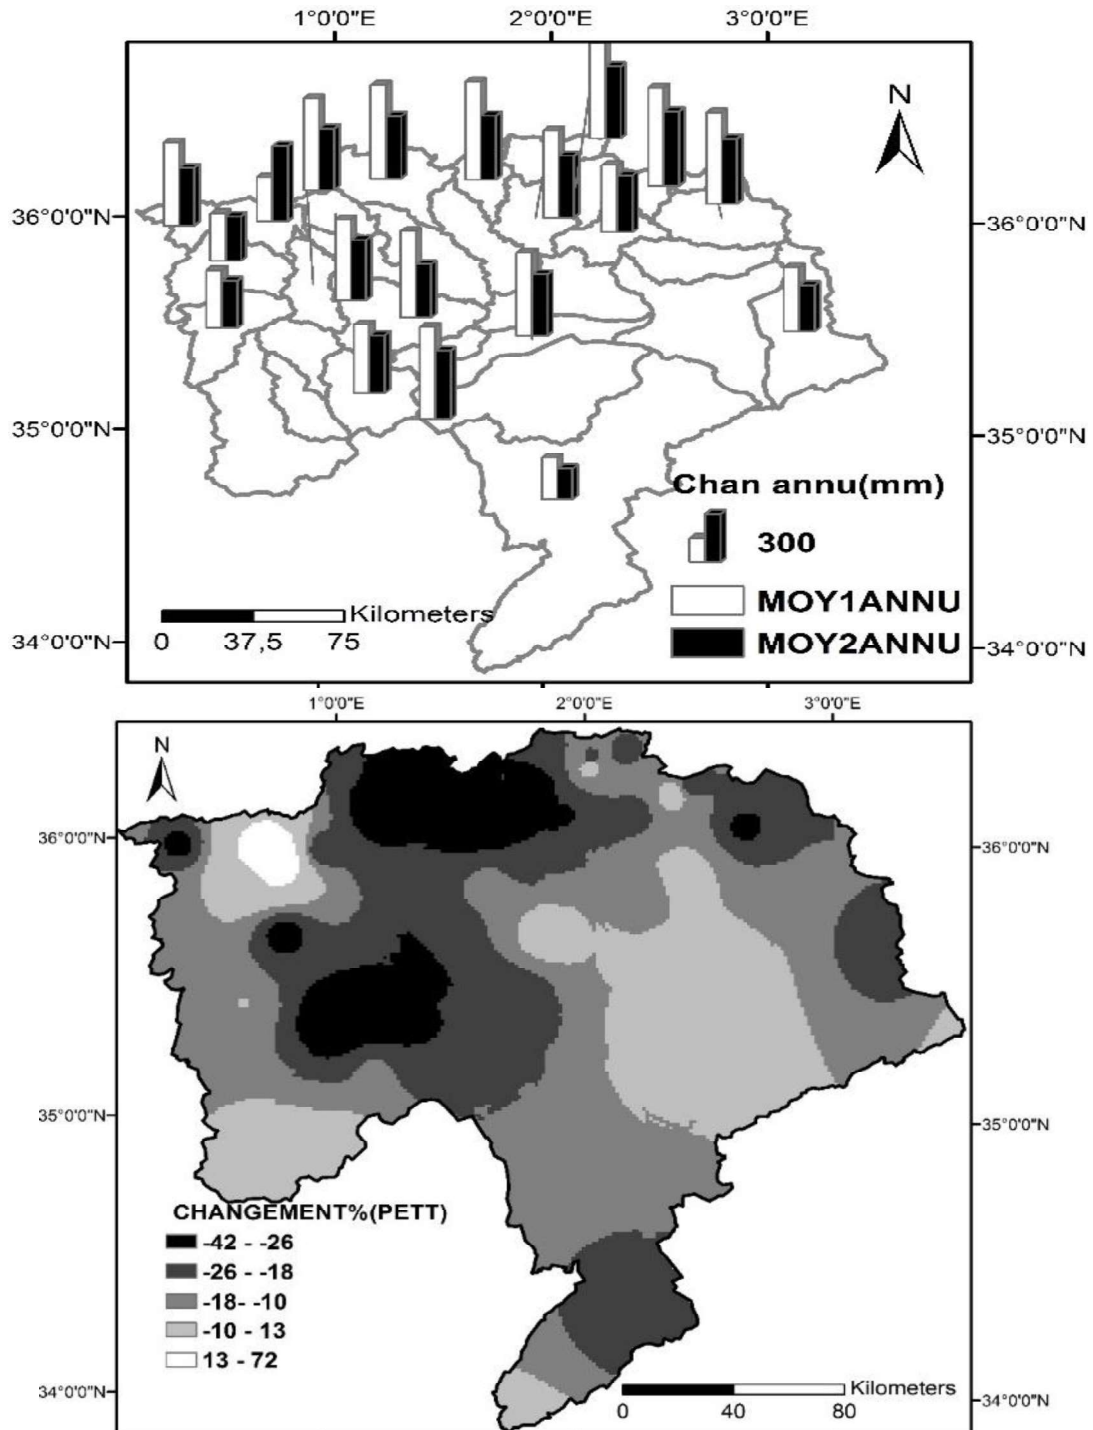 1°0'0"E 2°0'0"E 3°0'0"E
N
36°0'0"N 36°0'0"N
35°0'0"N 35°0'0"N
Chan annu(mm)
300
MOY1ANNU
Kilometers
0 37,5 75
MOY2ANNU
34°0'0"N 34°0'0"N
1°0'0"E 2°0'0"E 3°0'0"E
N
36°0'0"N 36°0'0"N
35°0'0"N 35°0'0"N
CHANGEMENT%(PETT)
-42 - -26
-26 - -18
-18- -10
-10 - 13
13 - 72
Kilometers
0 40 80
34°0'0"N 34°0'0"N